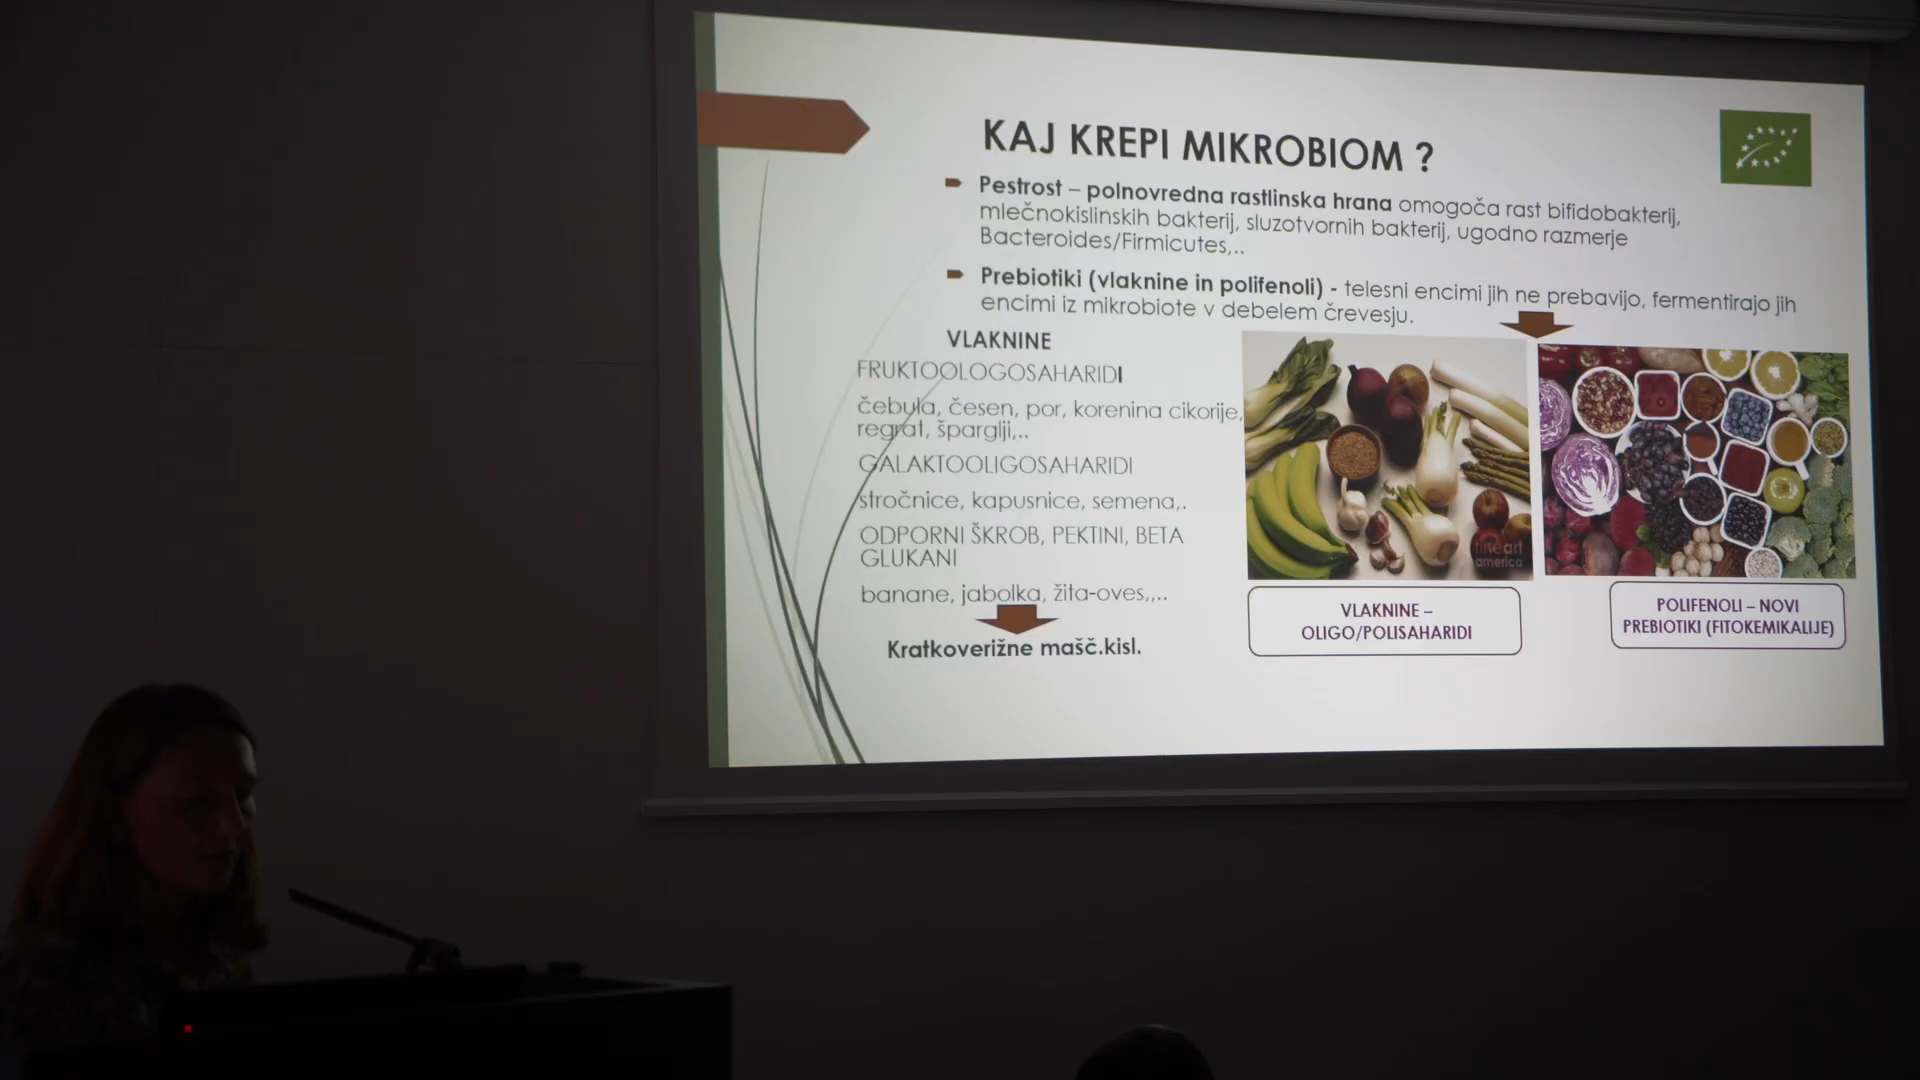 KAJ KREPI MIKROBIOM ?
Pestrost – polnovredna rastlinska hrana omogoča rast bifidobakterij,
mlečnokislinskih bakterij, sluzotvornih bakterij, ugodno razmerje
Bacteroides/Firmicutes,..
Prebiotiki (vlaknine in polifenoli) - telesni encimi jih ne prebavijo, fermentirajo jih
encimi iz mikrobiote v debelem črevesju.
VLAKNINE
FRUKTOOLOGOSAHARIDI
čebula, česen, por, korenina cikorije,
regrat, šparglji,..
GALAKTOOLIGOSAHARIDI
stročnice, kapusnice, semena,.
ODPORNI ŠKROB, PEKTINI, BETA
GLUKANI
banane, jabolka, žita-oves,,..
Kratkoverižne mašč.kisl.
fineart
america
VLAKNINE –
OLIGO/POLISAHARIDI
POLIFENOLI – NOVI
PREBIOTIKI (FITOKEMIKALIJE)